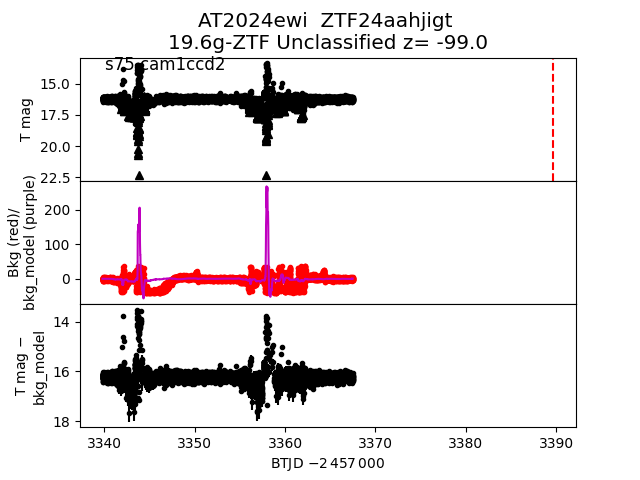 AT2024ewi  ZTF24aahjigt
19.6g-ZTF Unclassified z= -99.0
s75 cam1ccd2
T mag
15.0
17.5
20.0
22.5
Bkg (red)/
bkg_model (purple)
200
100
0
T mag −
bkg_model
14
16
18
3340 3350 3360 3370 3380 3390
BTJD −2 457 000